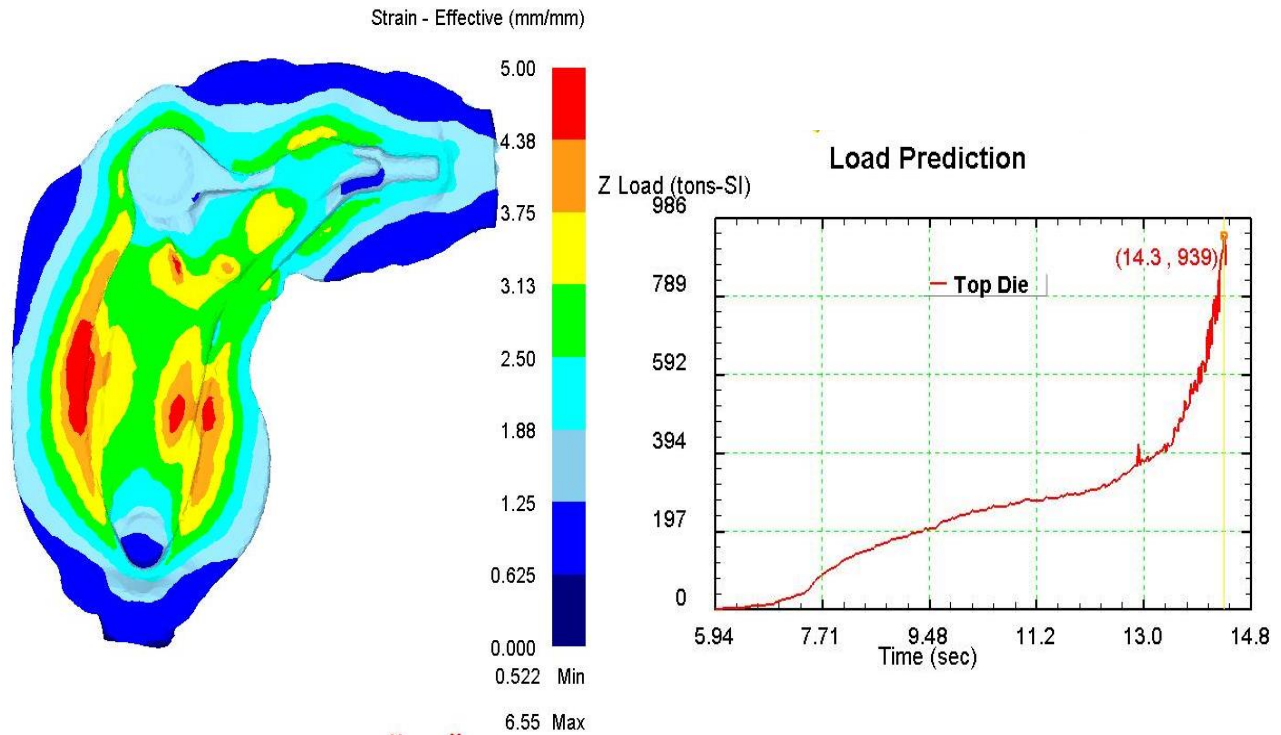 Strain - Effective (mm/mm)
5.00
4.38
3.75
3.13
2.50
1.88
1.25
0.625
0.000
0.522 Min
6.55 Max
Load Prediction
Z Load (tons-SI)
986
789
592
394
197
0
(14.3 , 939)
Top Die
5.94 7.71 9.48 11.2 13.0 14.8
Time (sec)